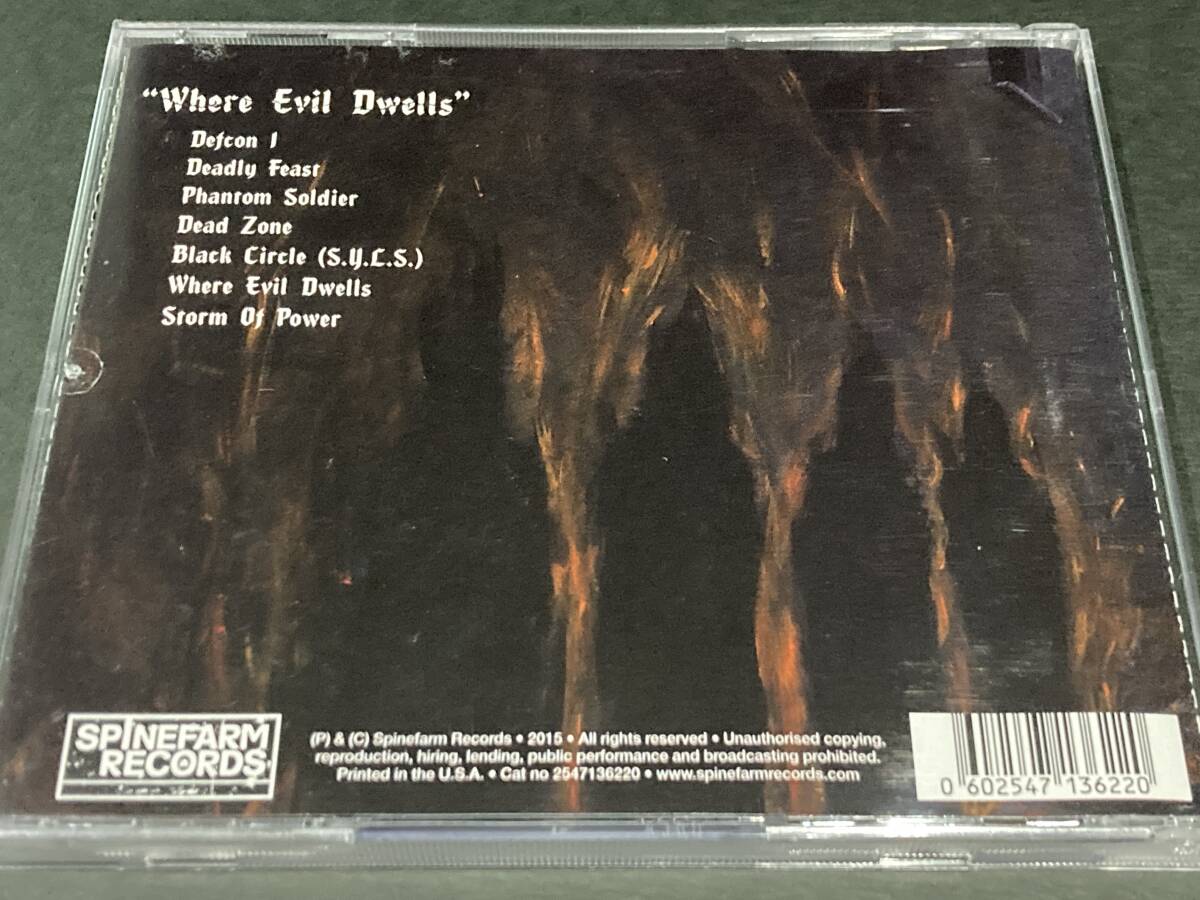 “Where Evil Dwells”
Defcon 1
Deadly Feast
Phantom Soldier
Dead Zone
Black Circle (S.Y.L.S.)
Where Evil Dwells
Storm Of Power
SPINEFARM
RECORDS
(P) & (C) Spinefarm Records • 2015 • All rights reserved • Unauthorised copying,
reproduction, hiring, lending, public performance and broadcasting prohibited.
Printed in the U.S.A. • Cat no 2547136220 • www.spinefarmrecords.com
0 602547 136220